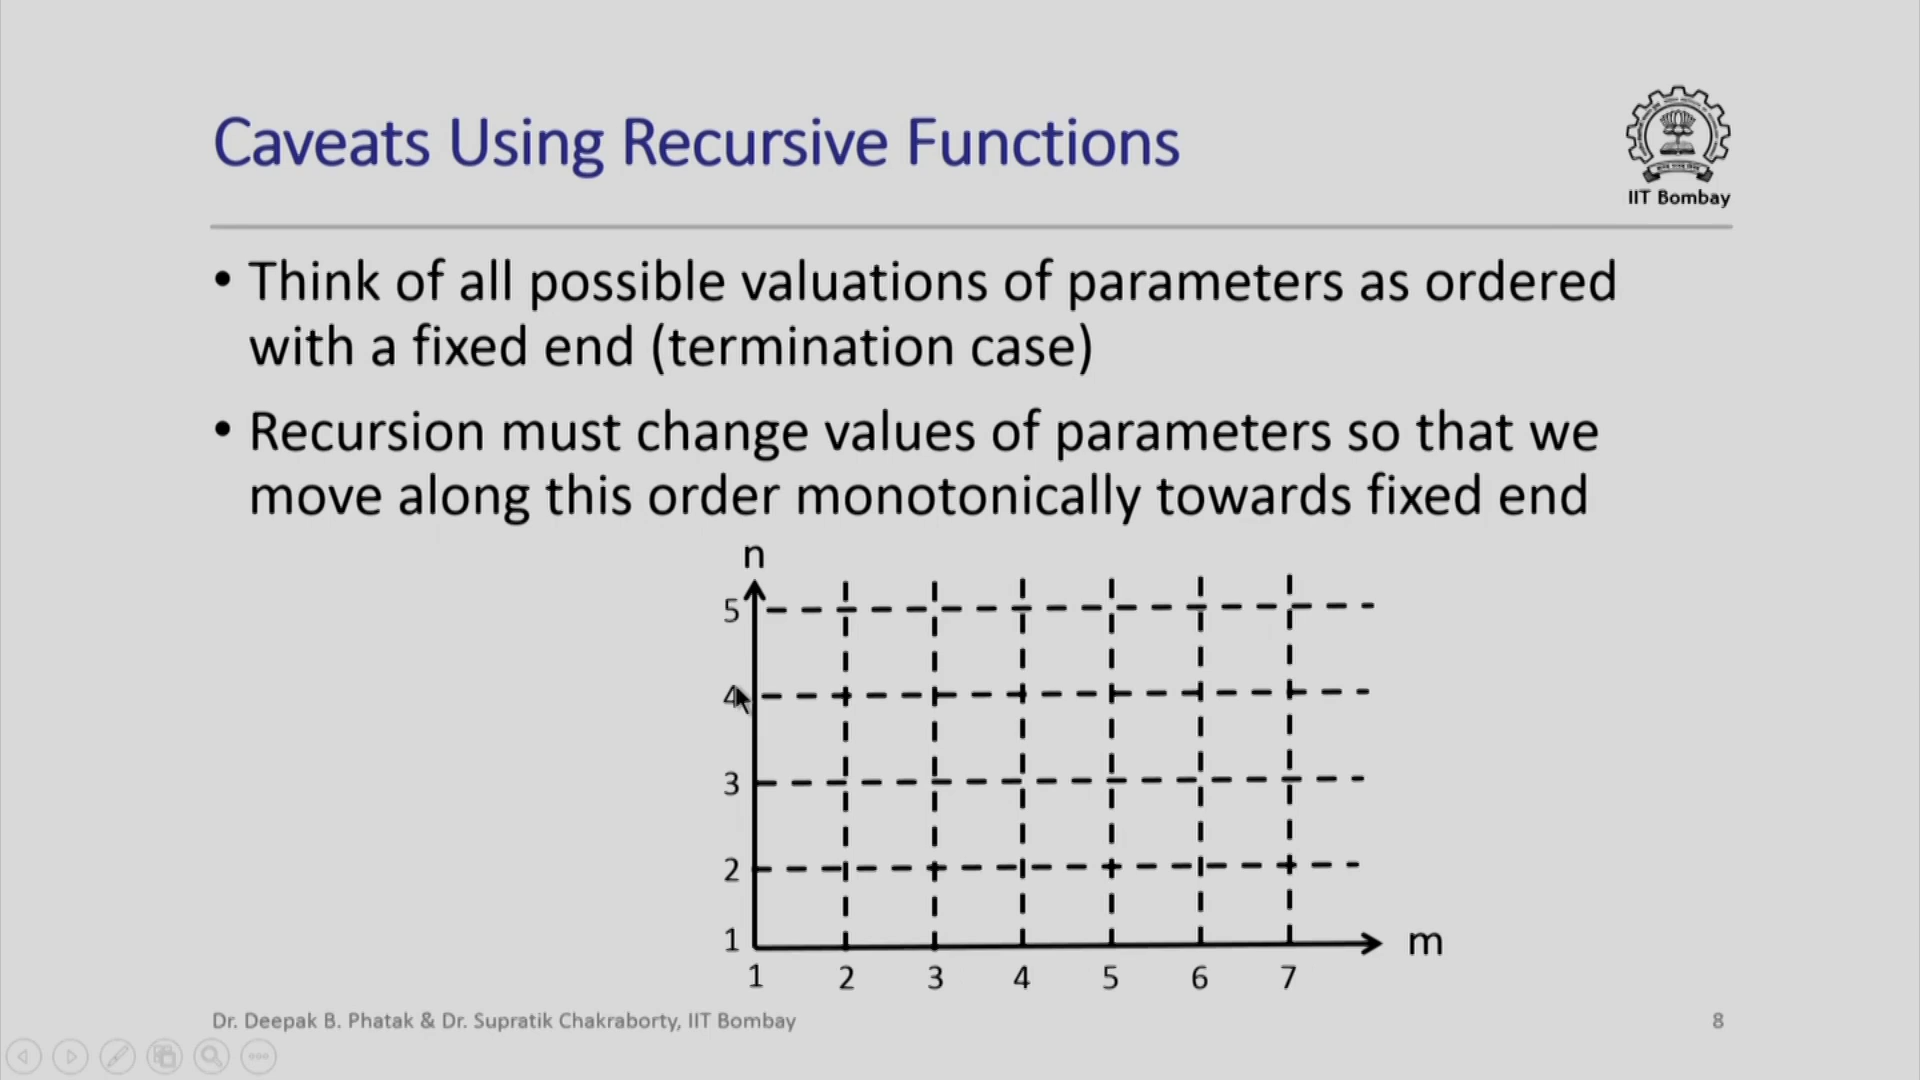 Caveats Using Recursive Functions
IIT Bombay
• Think of all possible valuations of parameters as ordered
with a fixed end (termination case)
• Recursion must change values of parameters so that we
move along this order monotonically towards fixed end
n
5
4
3
2
1
m
1 2 3 4 5 6 7
Dr. Deepak B. Phatak & Dr. Supratik Chakraborty, IIT Bombay
8